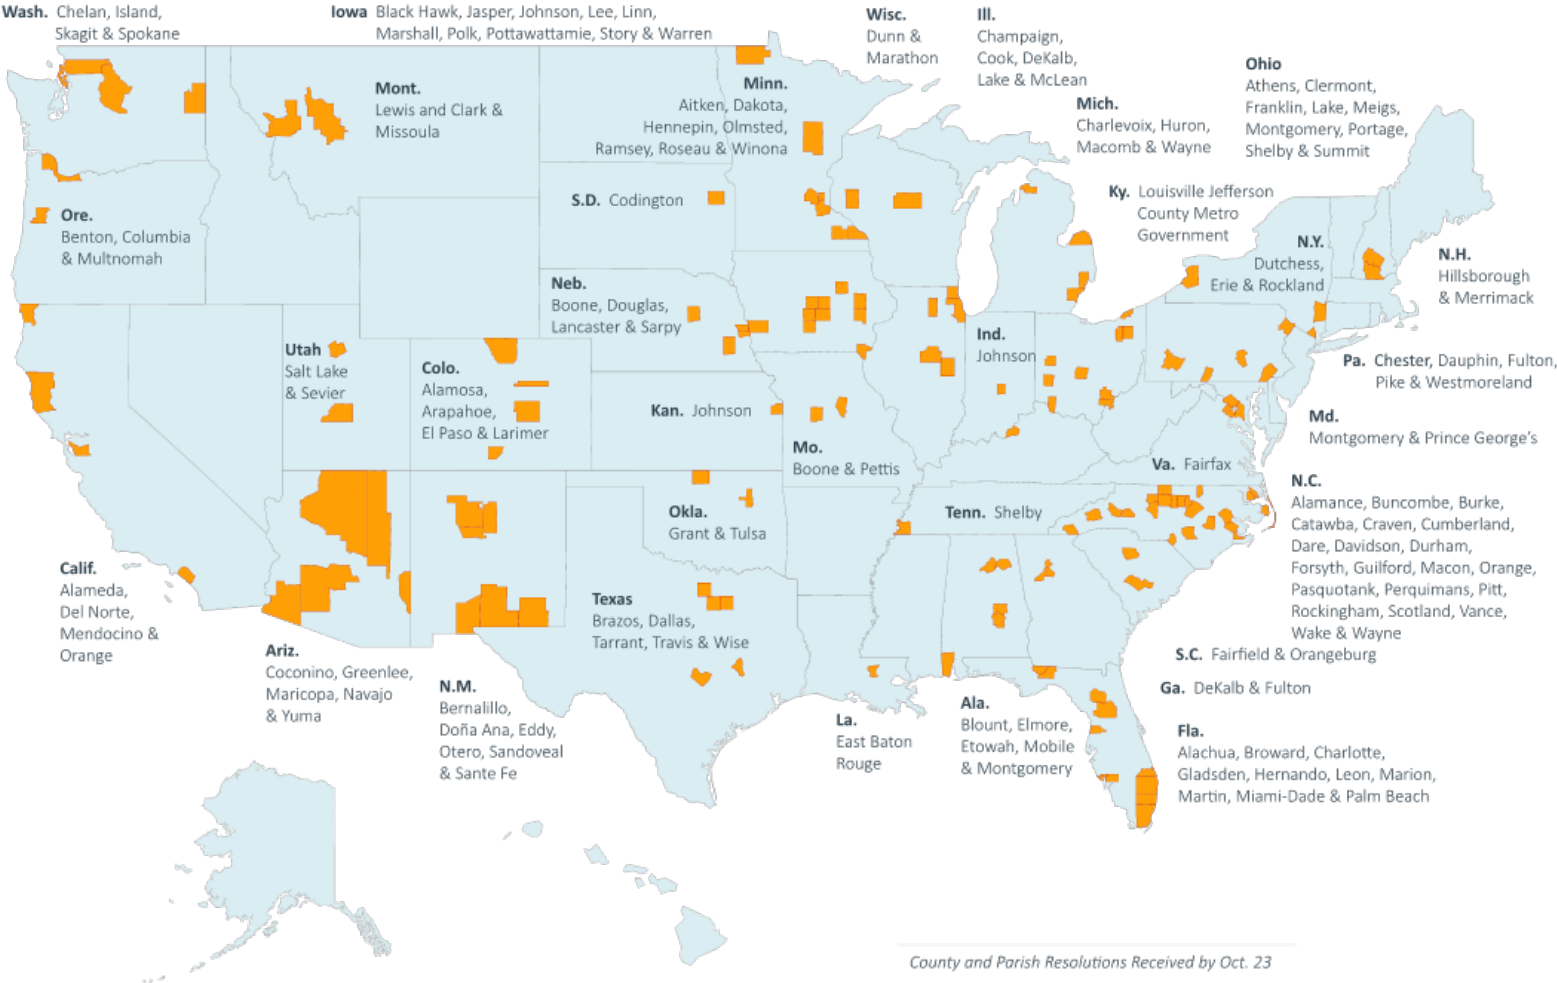 Wash. Chelan, Island,
Skagit & Spokane
Iowa Black Hawk, Jasper, Johnson, Lee, Linn,
Marshall, Polk, Pottawattamie, Story & Warren
Wisc.
Dunn &
Marathon
Ill.
Champaign,
Cook, DeKalb,
Lake & McLean
Ohio
Athens, Clermont,
Franklin, Lake, Meigs,
Montgomery, Portage,
Shelby & Summit
Mont.
Lewis and Clark &
Missoula
Minn.
Aitken, Dakota,
Hennepin, Olmsted,
Ramsey, Roseau & Winona
Mich.
Charlevoix, Huron,
Macomb & Wayne
Ky. Louisville Jefferson
County Metro
Government
S.D. Codington
Ore.
Benton, Columbia
& Multnomah
N.Y.
Dutchess,
Erie & Rockland
N.H.
Hillsborough
& Merrimack
Neb.
Boone, Douglas,
Lancaster & Sarpy
Utah
Salt Lake
& Sevier
Colo.
Alamosa,
Arapahoe,
El Paso & Larimer
Ind.
Johnson
Pa. Chester, Dauphin, Fulton,
Pike & Westmoreland
Kan. Johnson
Mo.
Boone & Pettis
Md.
Montgomery & Prince George's
Va. Fairfax
Okla.
Grant & Tulsa
Tenn. Shelby
N.C.
Alamance, Buncombe, Burke,
Catawba, Craven, Cumberland,
Dare, Davidson, Durham,
Forsyth, Guilford, Macon, Orange,
Pasquotank, Perquimans, Pitt,
Rockingham, Scotland, Vance,
Wake & Wayne
Calif.
Alameda,
Del Norte,
Mendocino &
Orange
Texas
Brazos, Dallas,
Tarrant, Travis & Wise
Ariz.
Coconino, Greenlee,
Maricopa, Navajo
& Yuma
N.M.
Bernalillo,
Doña Ana, Eddy,
Otero, Sandoveal
& Sante Fe
S.C. Fairfield & Orangeburg
Ga. DeKalb & Fulton
La.
East Baton
Rouge
Ala.
Blount, Elmore,
Etowah, Mobile
& Montgomery
Fla.
Alachua, Broward, Charlotte,
Gladsden, Hernando, Leon, Marion,
Martin, Miami-Dade & Palm Beach
County and Parish Resolutions Received by Oct. 23